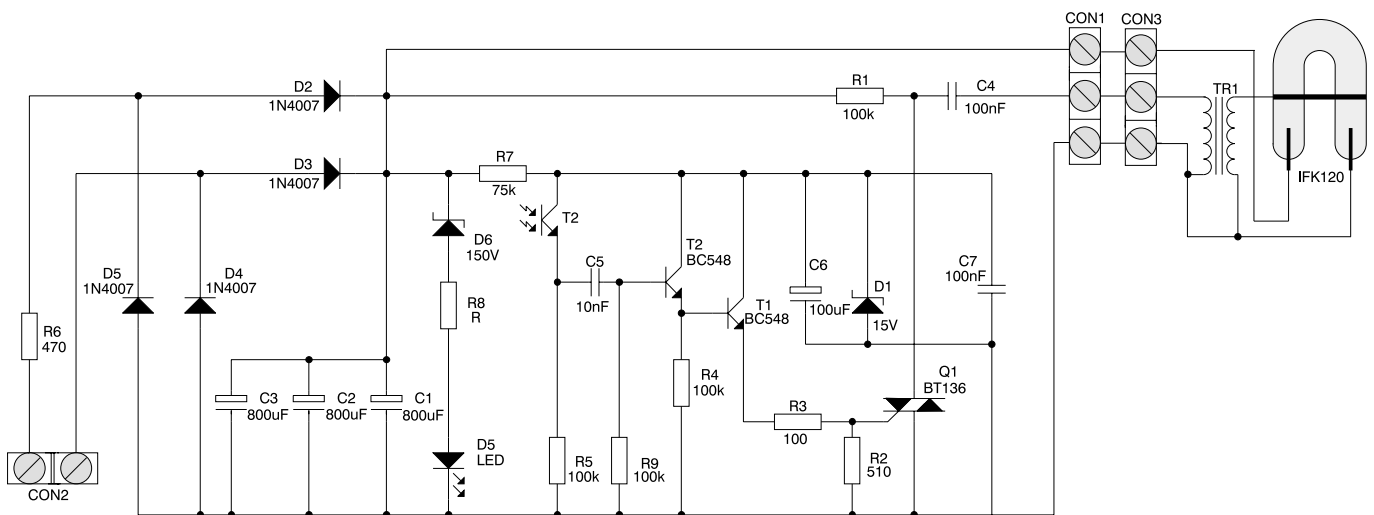 CON1
CON3
D2
1N4007
R1
100k
C4
100nF
TR1
D3
1N4007
R7
75k
IFK120
T2
D6
150V
T2
BC548
C5
10nF
C6
100uF
C7
100nF
D5
1N4007
D4
1N4007
D1
15V
R8
R
T1
BC548
R6
470
R4
100k
Q1
BT136
C3
800uF
C2
800uF
C1
800uF
R3
100
D5
LED
R5
100k
R9
100k
R2
510
CON2